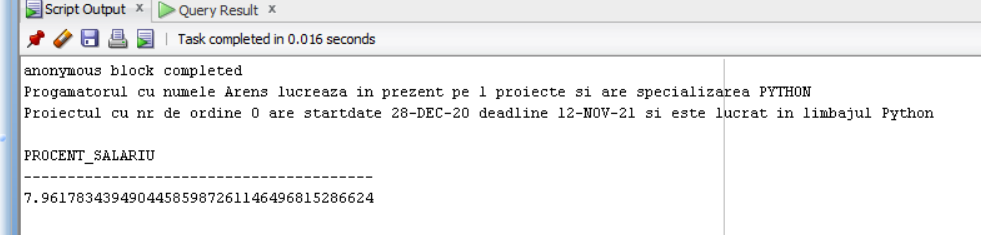 Script Output x Query Result x
Task completed in 0.016 seconds
anonymous block completed
Progamatorul cu numele Arens lucreaza in prezent pe 1 proiecte si are specializarea PYTHON
Proiectul cu nr de ordine 0 are startdate 28-DEC-20 deadline 12-NOV-21 si este lucrat in limbajul Python
PROCENT_SALARIU
---------------------------------------
7.96178343949044585987261146496815286624